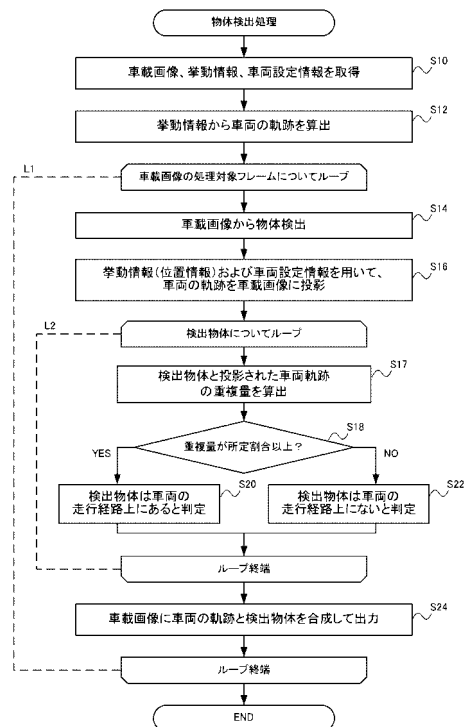 物体検出処理
S10
車載画像、挙動情報、車両設定情報を取得
S12
挙動情報から車両の軌跡を算出
L1
車載画像の処理対象フレームについてループ
S14
車載画像から物体検出
S16
挙動情報(位置情報)および車両設定情報を用いて、
車両の軌跡を車載画像に投影
L2
検出物体についてループ
S17
検出物体と投影された車両軌跡
の重複量を算出
S18
重複量が所定割合以上?
YES
NO
S20
検出物体は車両の
走行経路上にあると判定
S22
検出物体は車両の
走行経路上にないと判定
ループ終端
S24
車載画像に車両の軌跡と検出物体を合成して出力
ループ終端
END